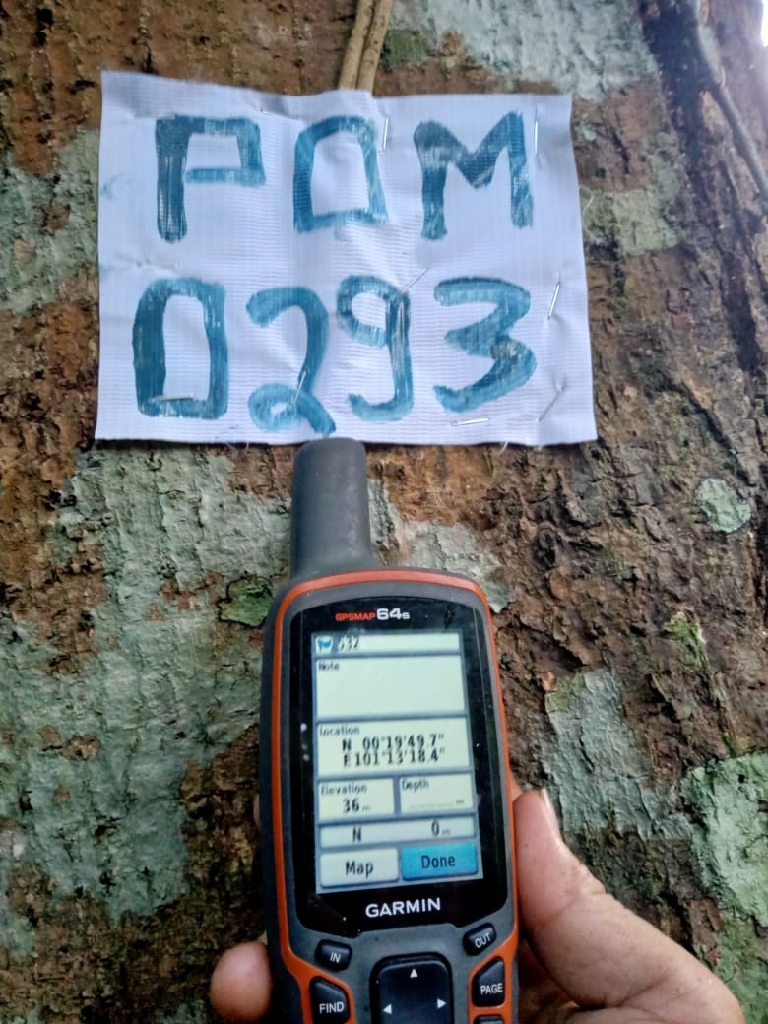 POM
0293
GPSMAP 64s
532
Note
Location
N 00°19'49.7"
E101°13'18.4"
Elevation
36 m
Depth
m
N 0 m
Map Done
GARMIN
IN OUT
FIND PAGE